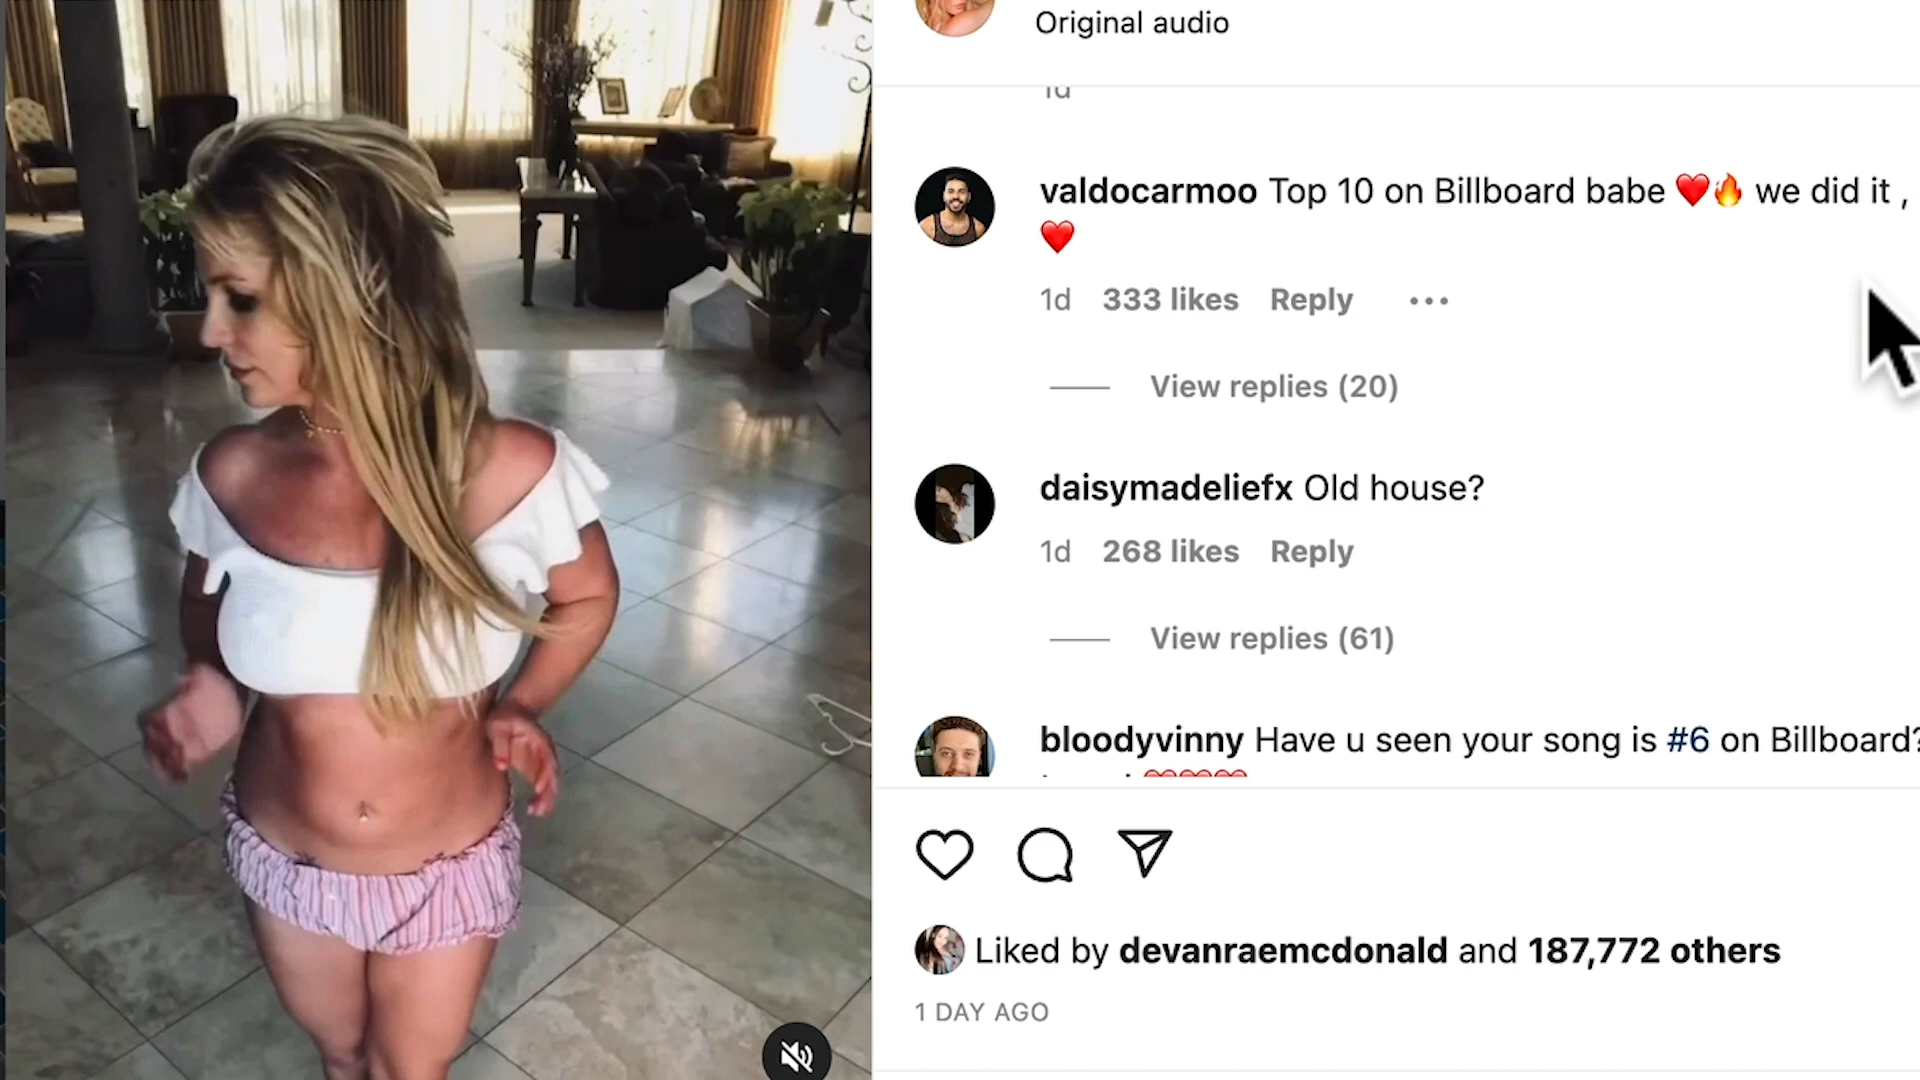 Original audio
1d
valdocarmoo Top 10 on Billboard babe ❤️🔥 we did it ,
❤️
1d 333 likes Reply ...
View replies (20)
daisymadeliefx Old house?
1d 268 likes Reply
View replies (61)
bloodyvinny Have u seen your song is #6 on Billboard?
Liked by devanraemcdonald and 187,772 others
1 DAY AGO